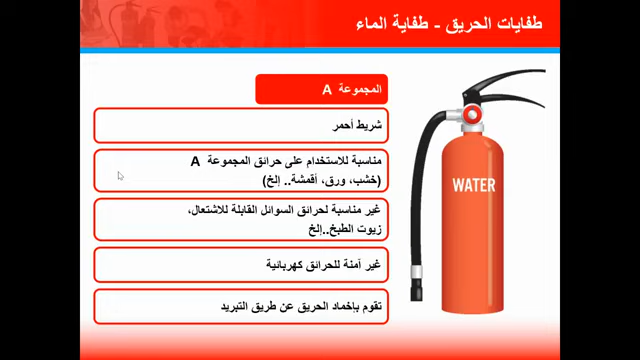 طفايات الحريق - طفاية الماء
المجموعة A
شريط أحمر
مناسبة للاستخدام على حرائق المجموعة A
(خشب، ورق، أقمشة.. إلخ)
غير مناسبة لحرائق السوائل القابلة للاشتعال،
زيوت الطبخ..إلخ
غير آمنة للحرائق كهربائية
تقوم بإخماد الحريق عن طريق التبريد
WATER